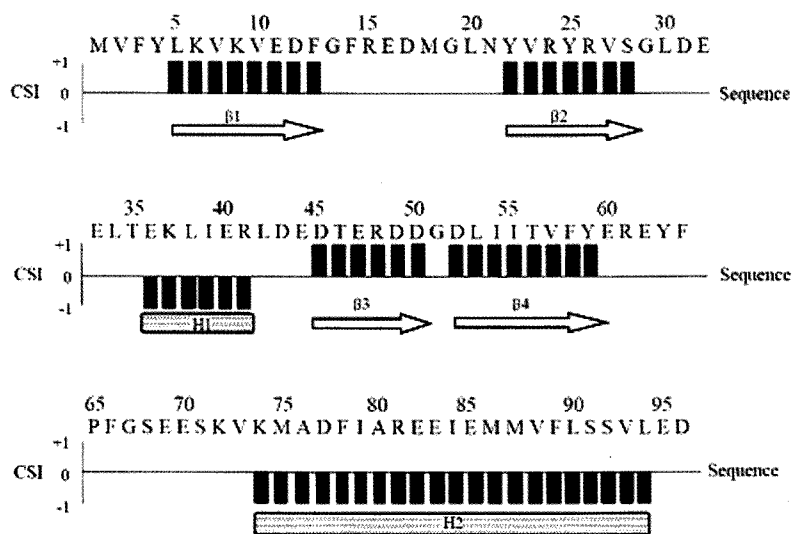 5 10 15 20 25 30
M V F Y L K V K V E D F G F R E D M G L N Y V R Y R V S G L D E
+1
CSI 0 Sequence
-1
β1 β2
35 40 45 50 55 60
E L T E K L I E R L D E D T E R D D G D L I I T V F Y E R E Y F
+1
CSI 0 Sequence
-1
H1 β3 β4
65 70 75 80 85 90 95
P F G S E E S K V K M A D F I A R E E I E M M V F L S S V L E D
+1
CSI 0 Sequence
-1
H2